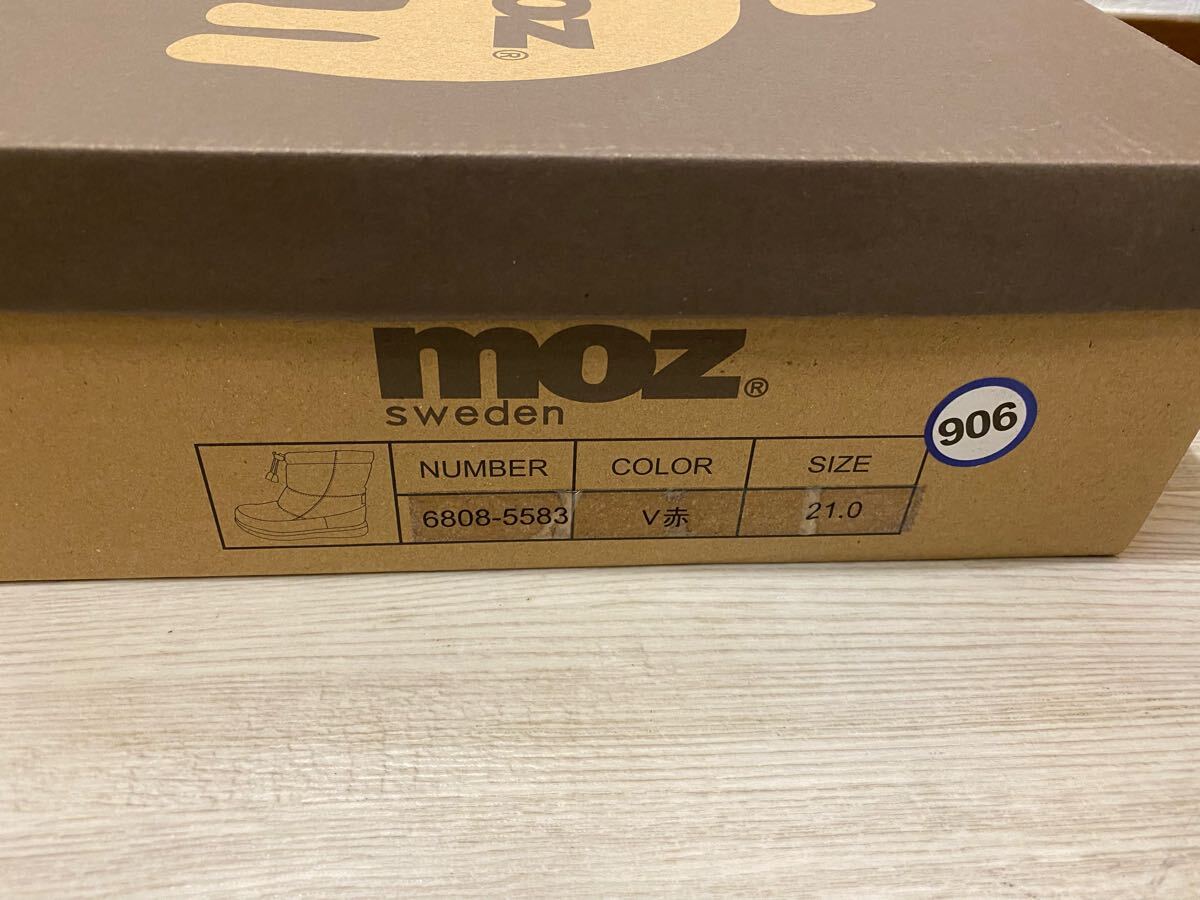 moz®
sweden
906
NUMBER COLOR SIZE
6808-5583 V赤 21.0